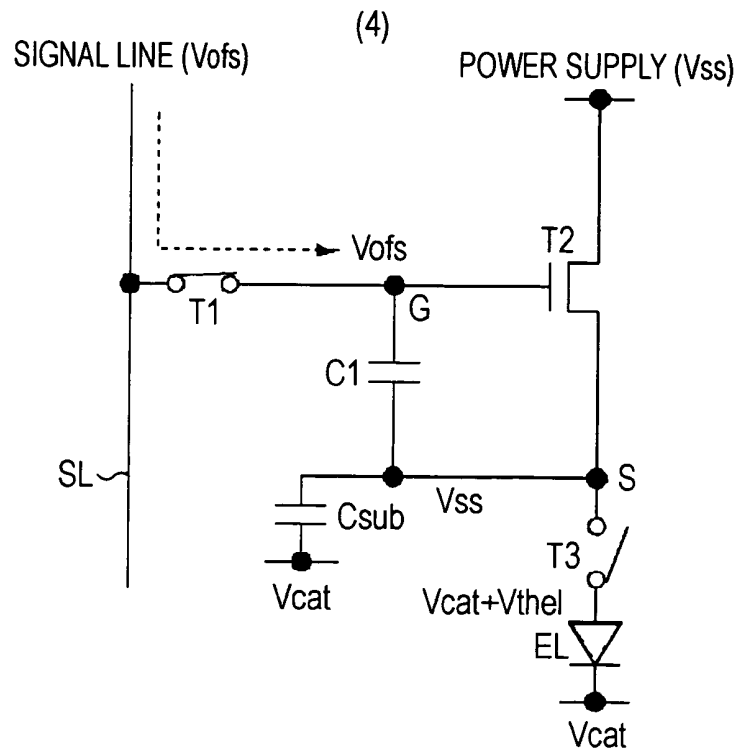 (4)
SIGNAL LINE (Vofs)
POWER SUPPLY (Vss)
Vofs
T2
T1
G
C1
SL
Vss
S
Csub
T3
Vcat
Vcat+Vthel
EL
Vcat